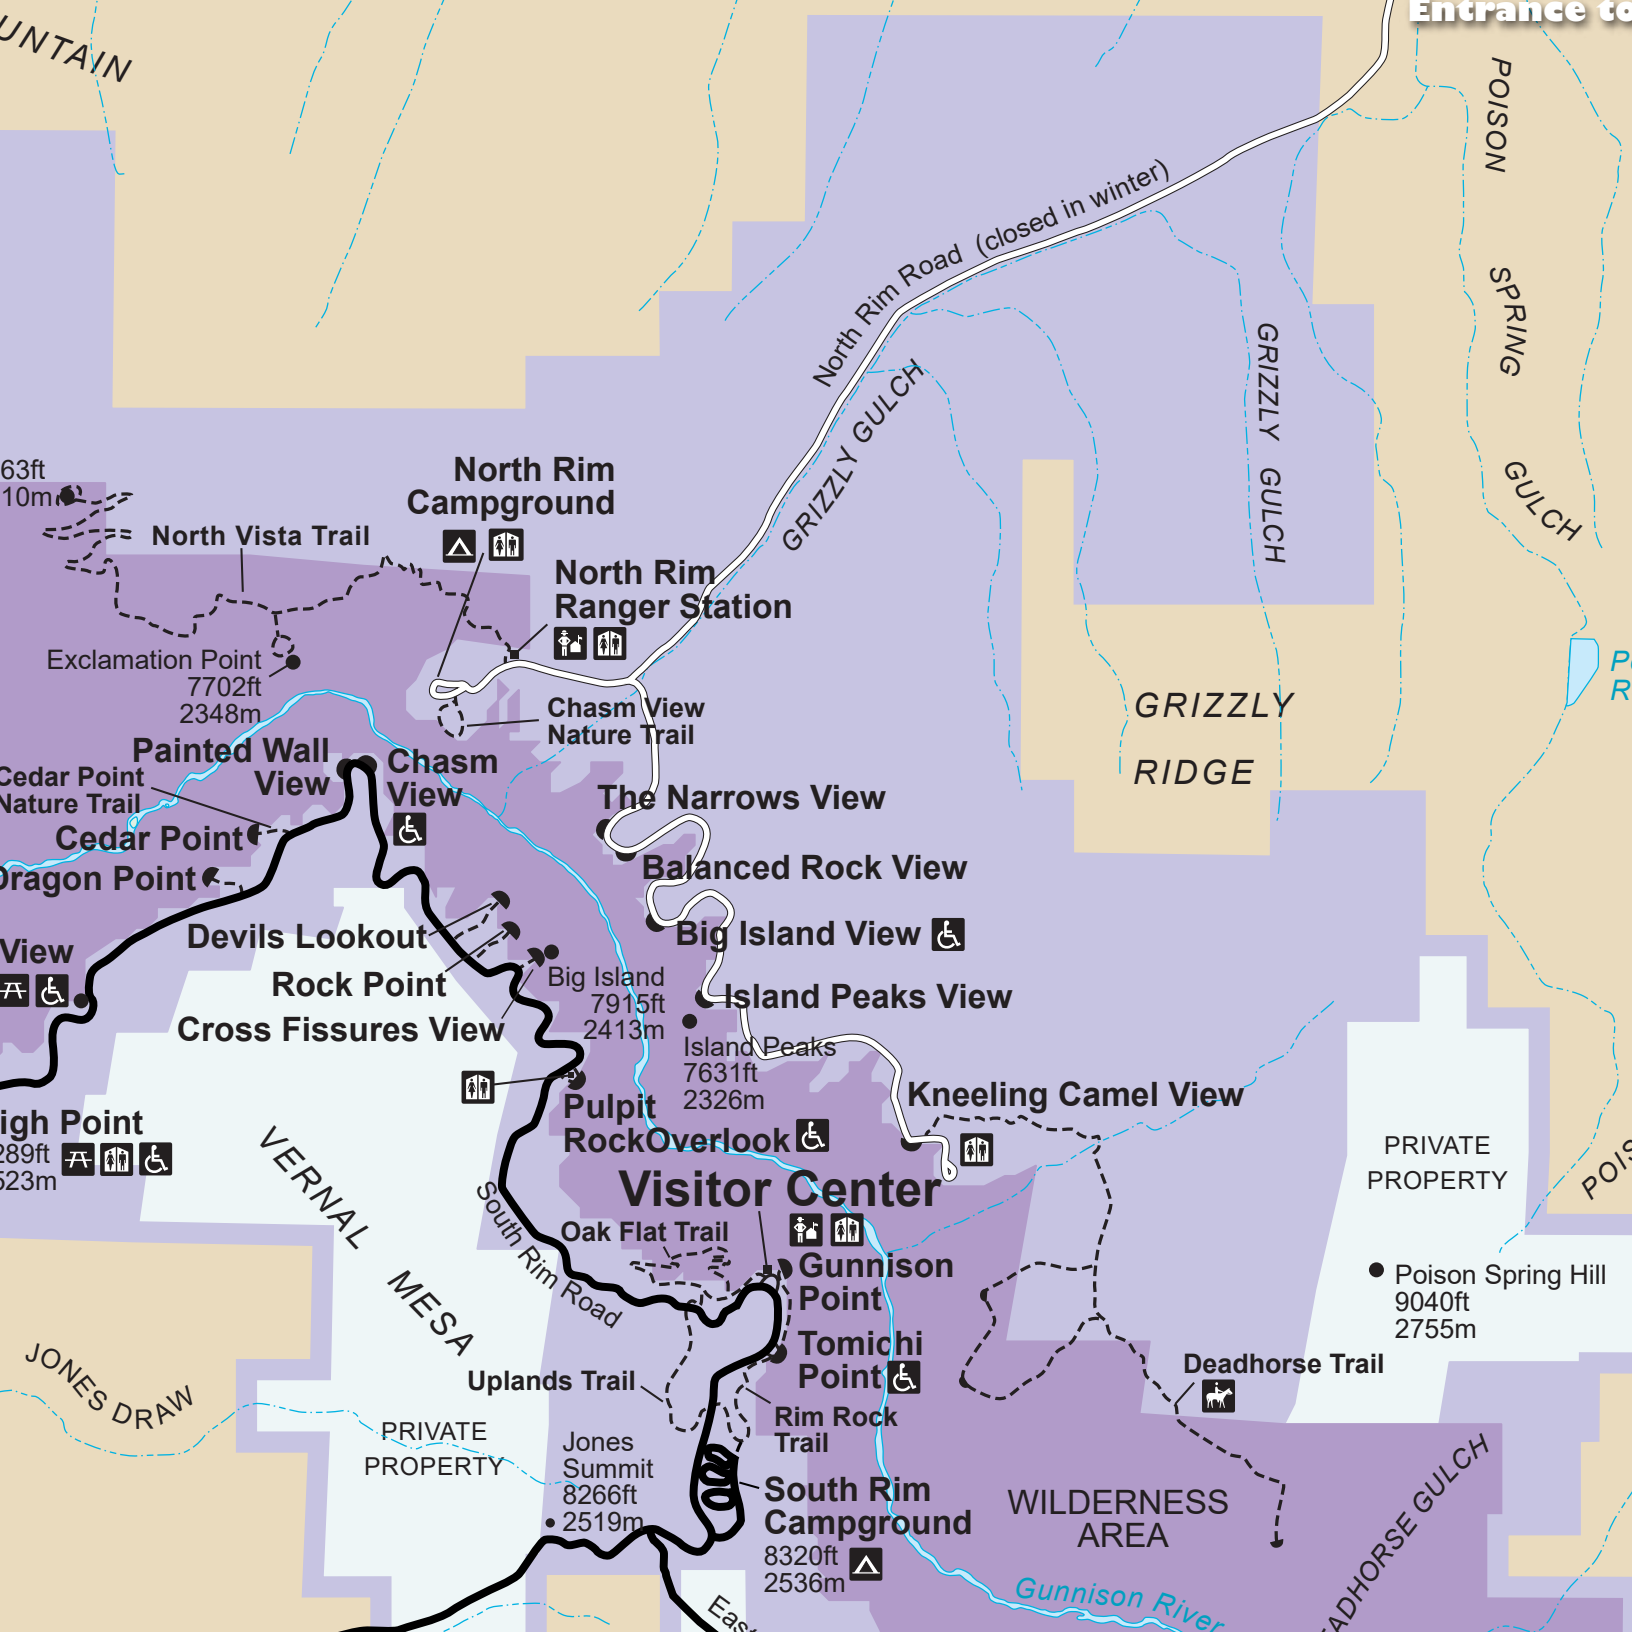 Entrance to
UNTAIN
POISON
SPRING
GULCH
North Rim Road (closed in winter)
GRIZZLY GULCH
GRIZZLY GULCH
63ft
10m
North Vista Trail
North Rim
Campground
North Rim
Ranger Station
Exclamation Point
7702ft
2348m
Chasm View
Nature Trail
GRIZZLY
RIDGE
Painted Wall
View
Chasm
View
Cedar Point
Nature Trail
Cedar Point
Dragon Point
The Narrows View
Balanced Rock View
Big Island View
Island Peaks View
Devils Lookout
Rock Point
Cross Fissures View
View
Big Island
7915ft
2413m
Island Peaks
7631ft
2326m
Kneeling Camel View
igh Point
289ft
523m
Pulpit
RockOverlook
Visitor Center
VERNAL
MESA
South Rim Road
Oak Flat Trail
Gunnison
Point
Tomichi
Point
PRIVATE
PROPERTY
POIS
Poison Spring Hill
9040ft
2755m
Deadhorse Trail
JONES DRAW
Uplands Trail
Rim Rock
Trail
PRIVATE
PROPERTY
Jones
Summit
8266ft
2519m
South Rim
Campground
8320ft
2536m
WILDERNESS
AREA
Gunnison River
EADHORSE GULCH
East